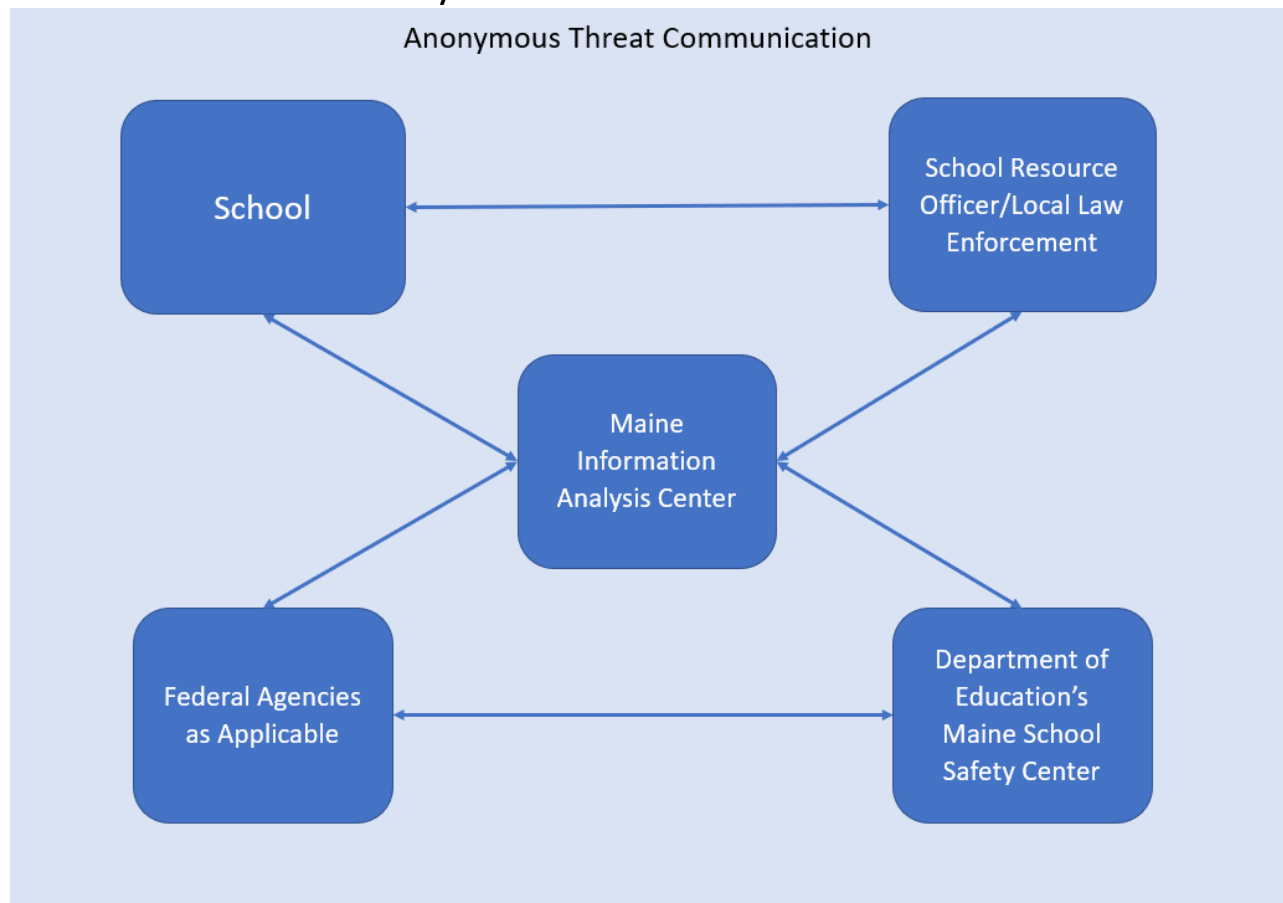 Anonymous Threat Communication
School
School Resource
Officer/Local Law
Enforcement
Maine
Information
Analysis Center
Federal Agencies
as Applicable
Department of
Education’s
Maine School
Safety Center